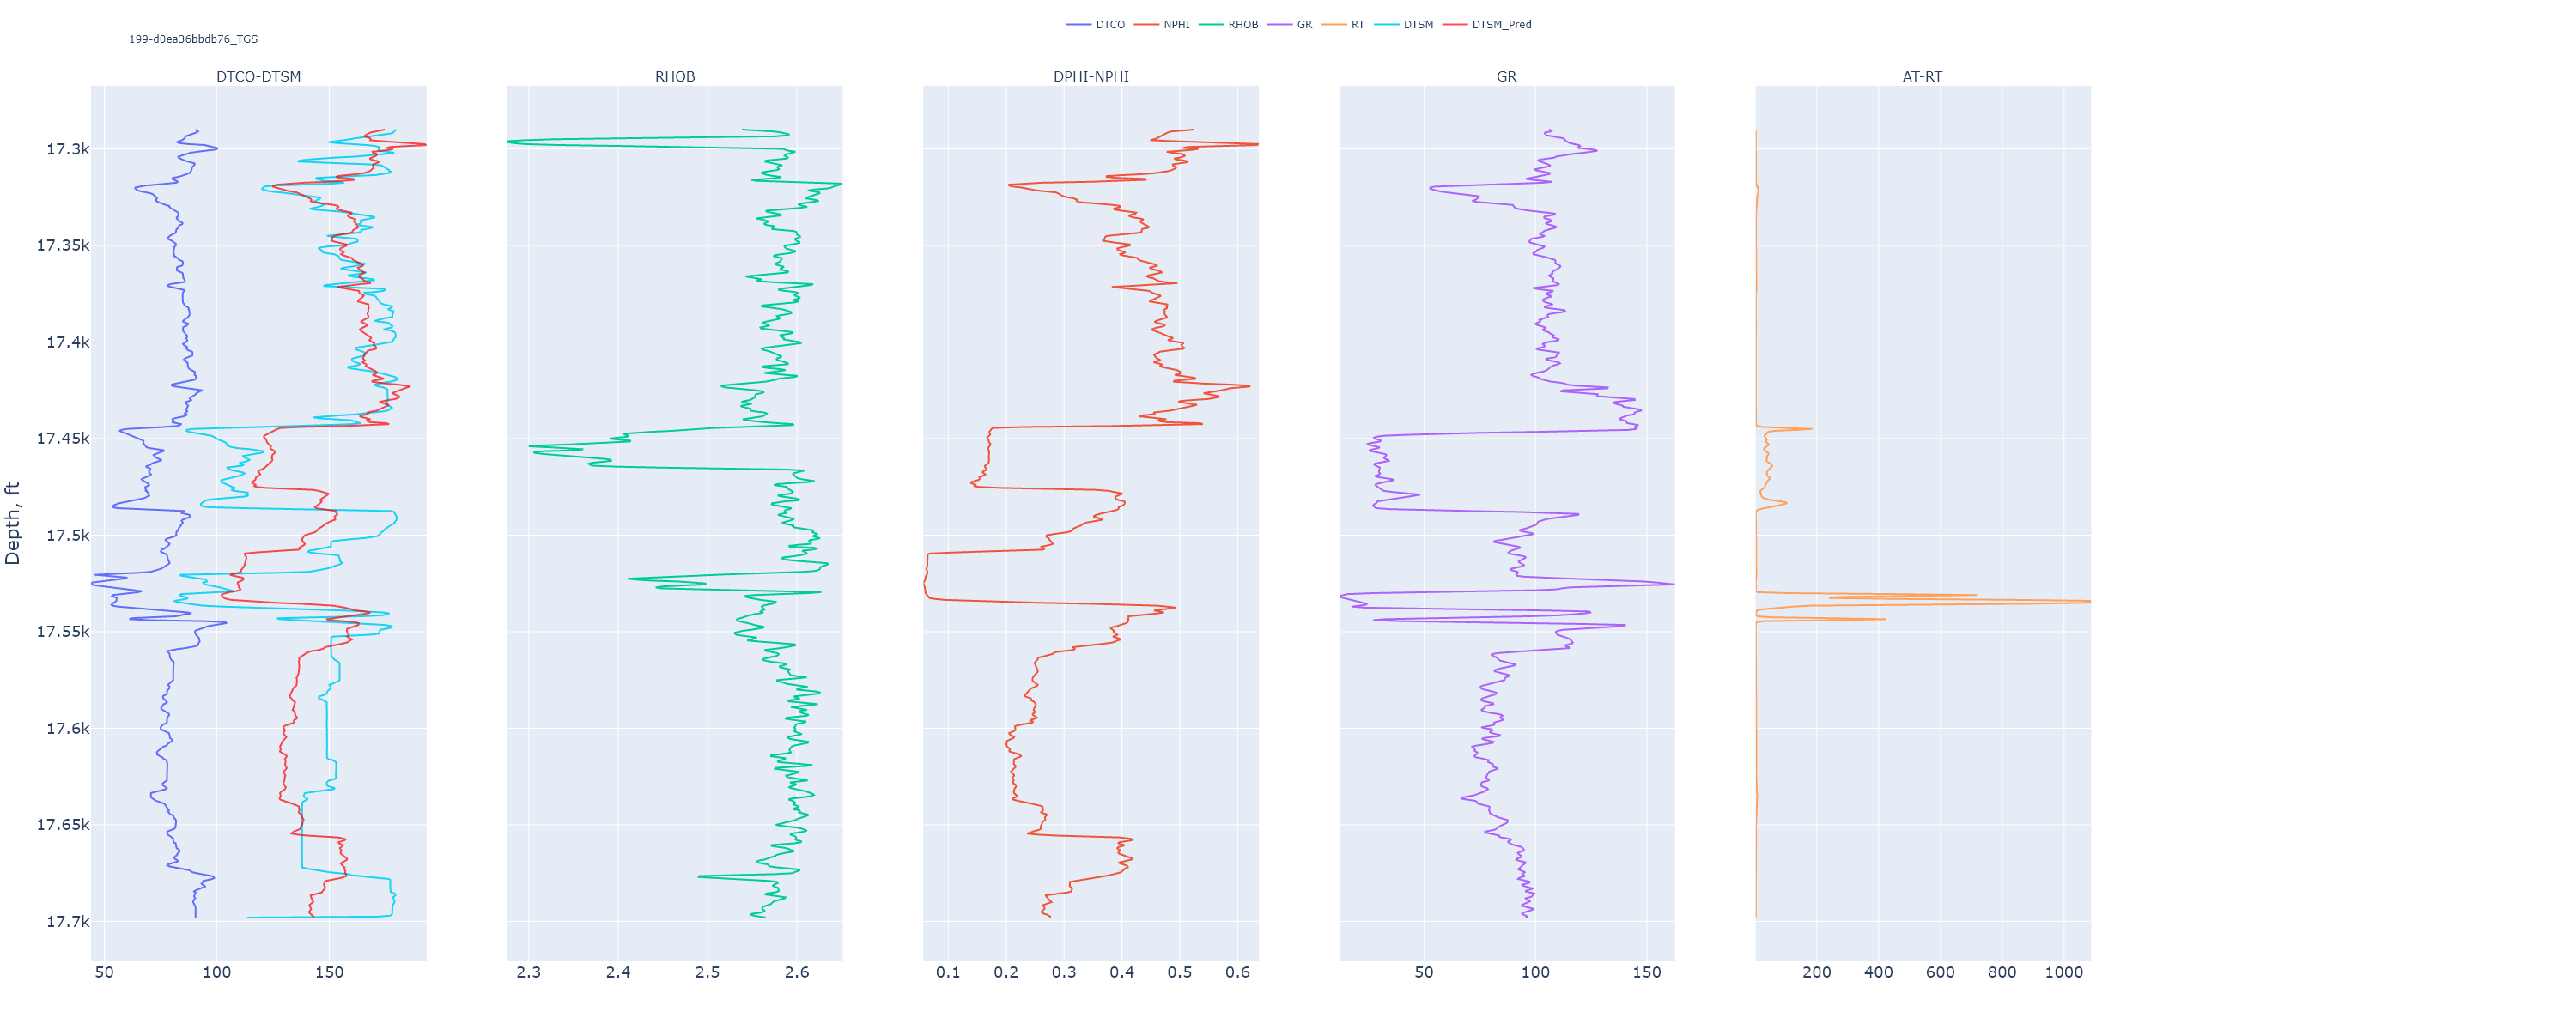 DTCO NPHI RHOB GR RT DTSM DTSM_Pred
199-d0ea36bbdb76_TGS
DTCO-DTSM RHOB DPHI-NPHI GR AT-RT
17.3k
17.35k
17.4k
17.45k
17.5k
17.55k
17.6k
17.65k
17.7k
Depth, ft
50 100 150 2.3 2.4 2.5 2.6 0.1 0.2 0.3 0.4 0.5 0.6 50 100 150 200 400 600 800 1000